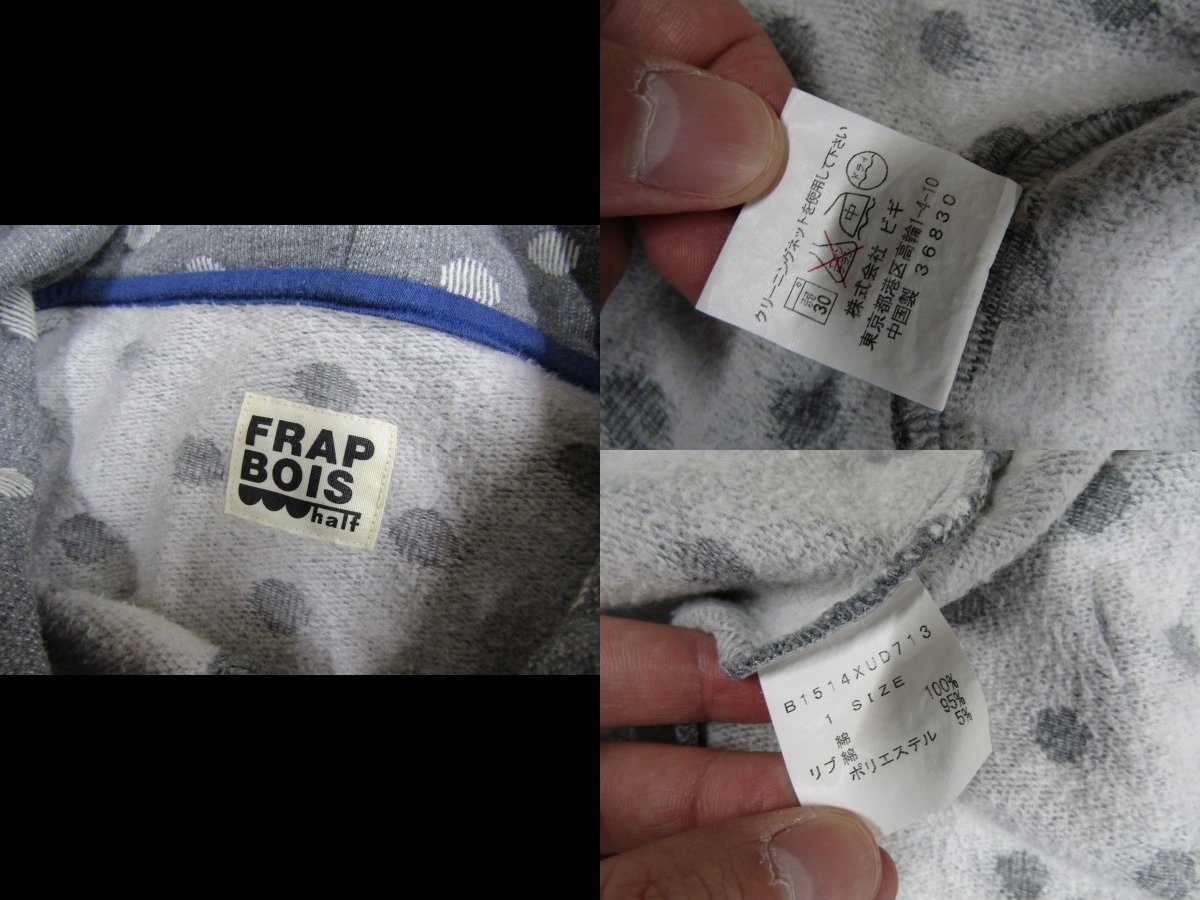 FRAP
BOIS
half
クリーニングネットを使用して下さい
ドライ
中
30
株式会社 ビギ
東京都港区高輪1-4-10
中国製 36830
B1514XUD713
1 SIZE
綿 100%
リブ綿 95%
ポリエステル 5%